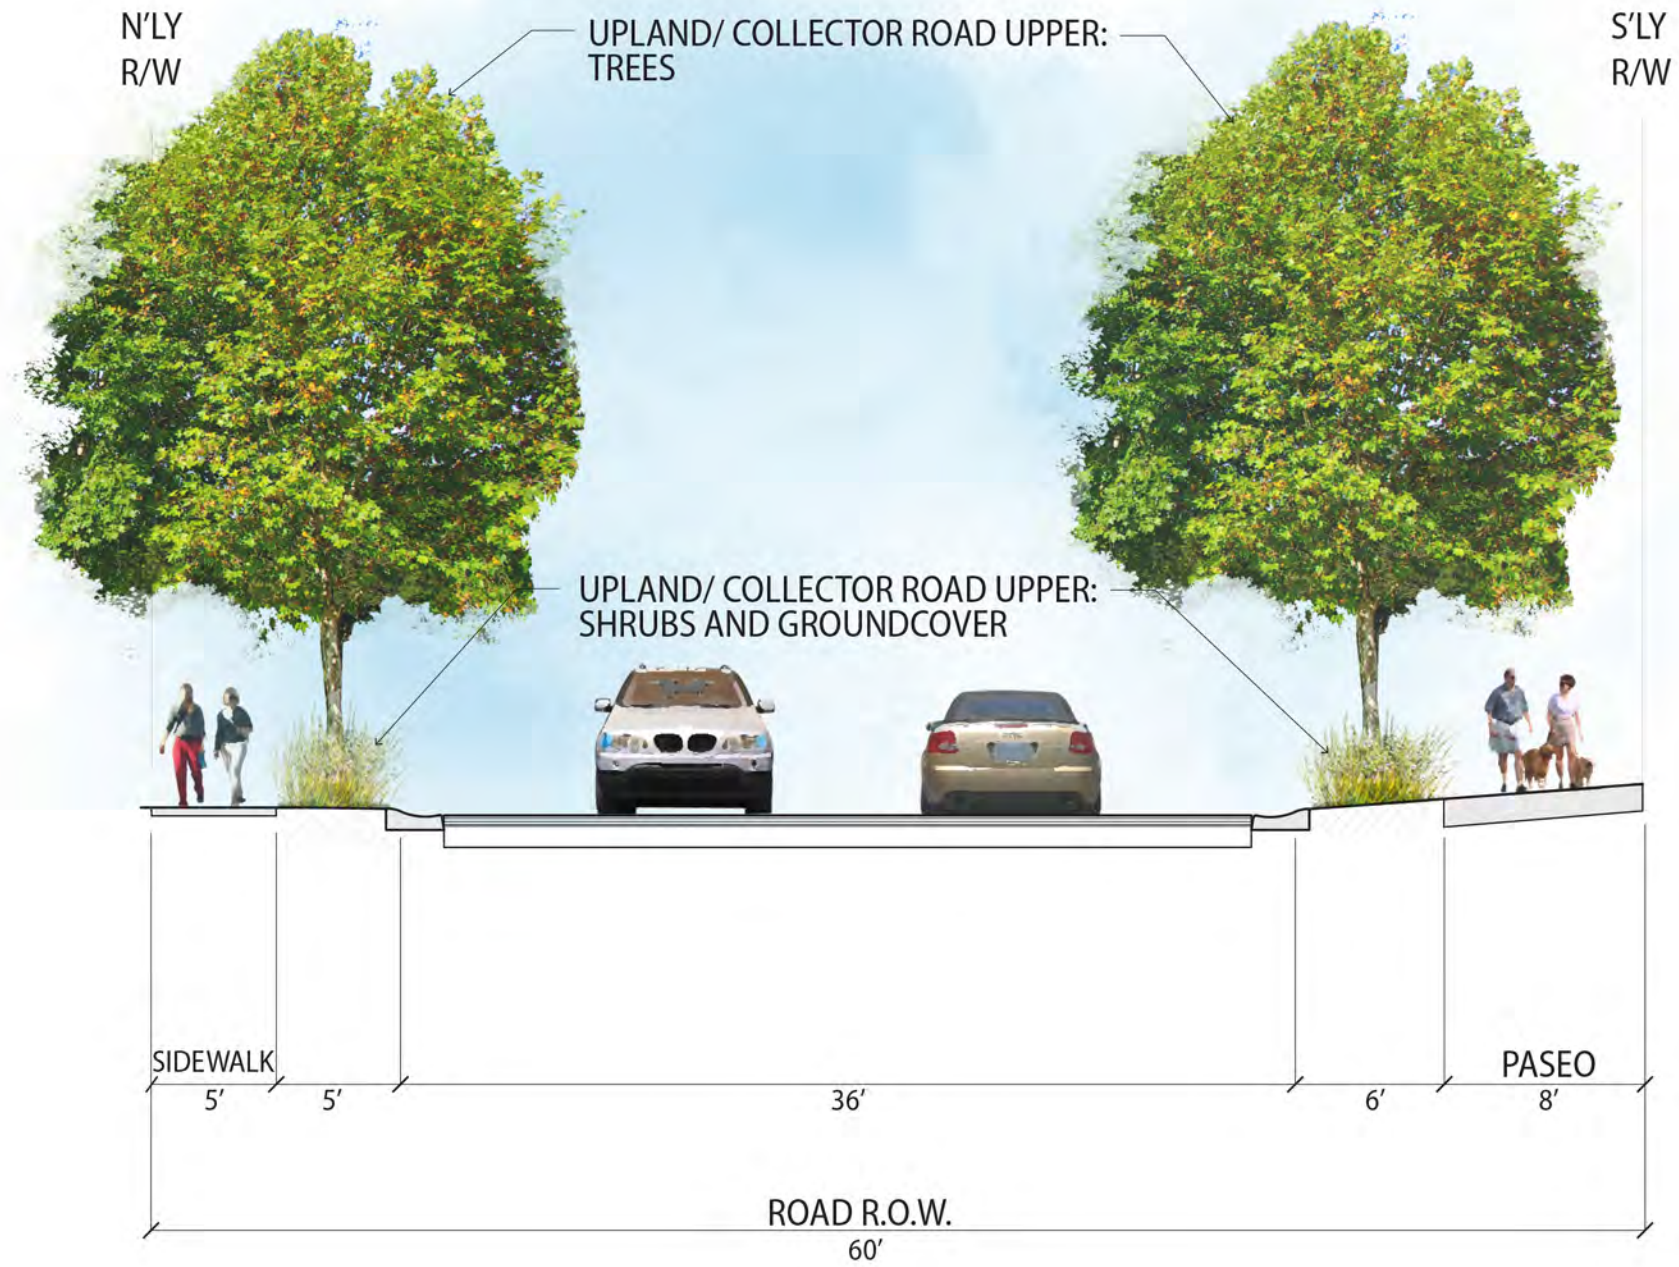 N'LY
R/W
UPLAND/ COLLECTOR ROAD UPPER:
TREES
S'LY
R/W
UPLAND/ COLLECTOR ROAD UPPER:
SHRUBS AND GROUNDCOVER
SIDEWALK
PASEO
5'
5'
36'
6'
8'
ROAD R.O.W.
60'